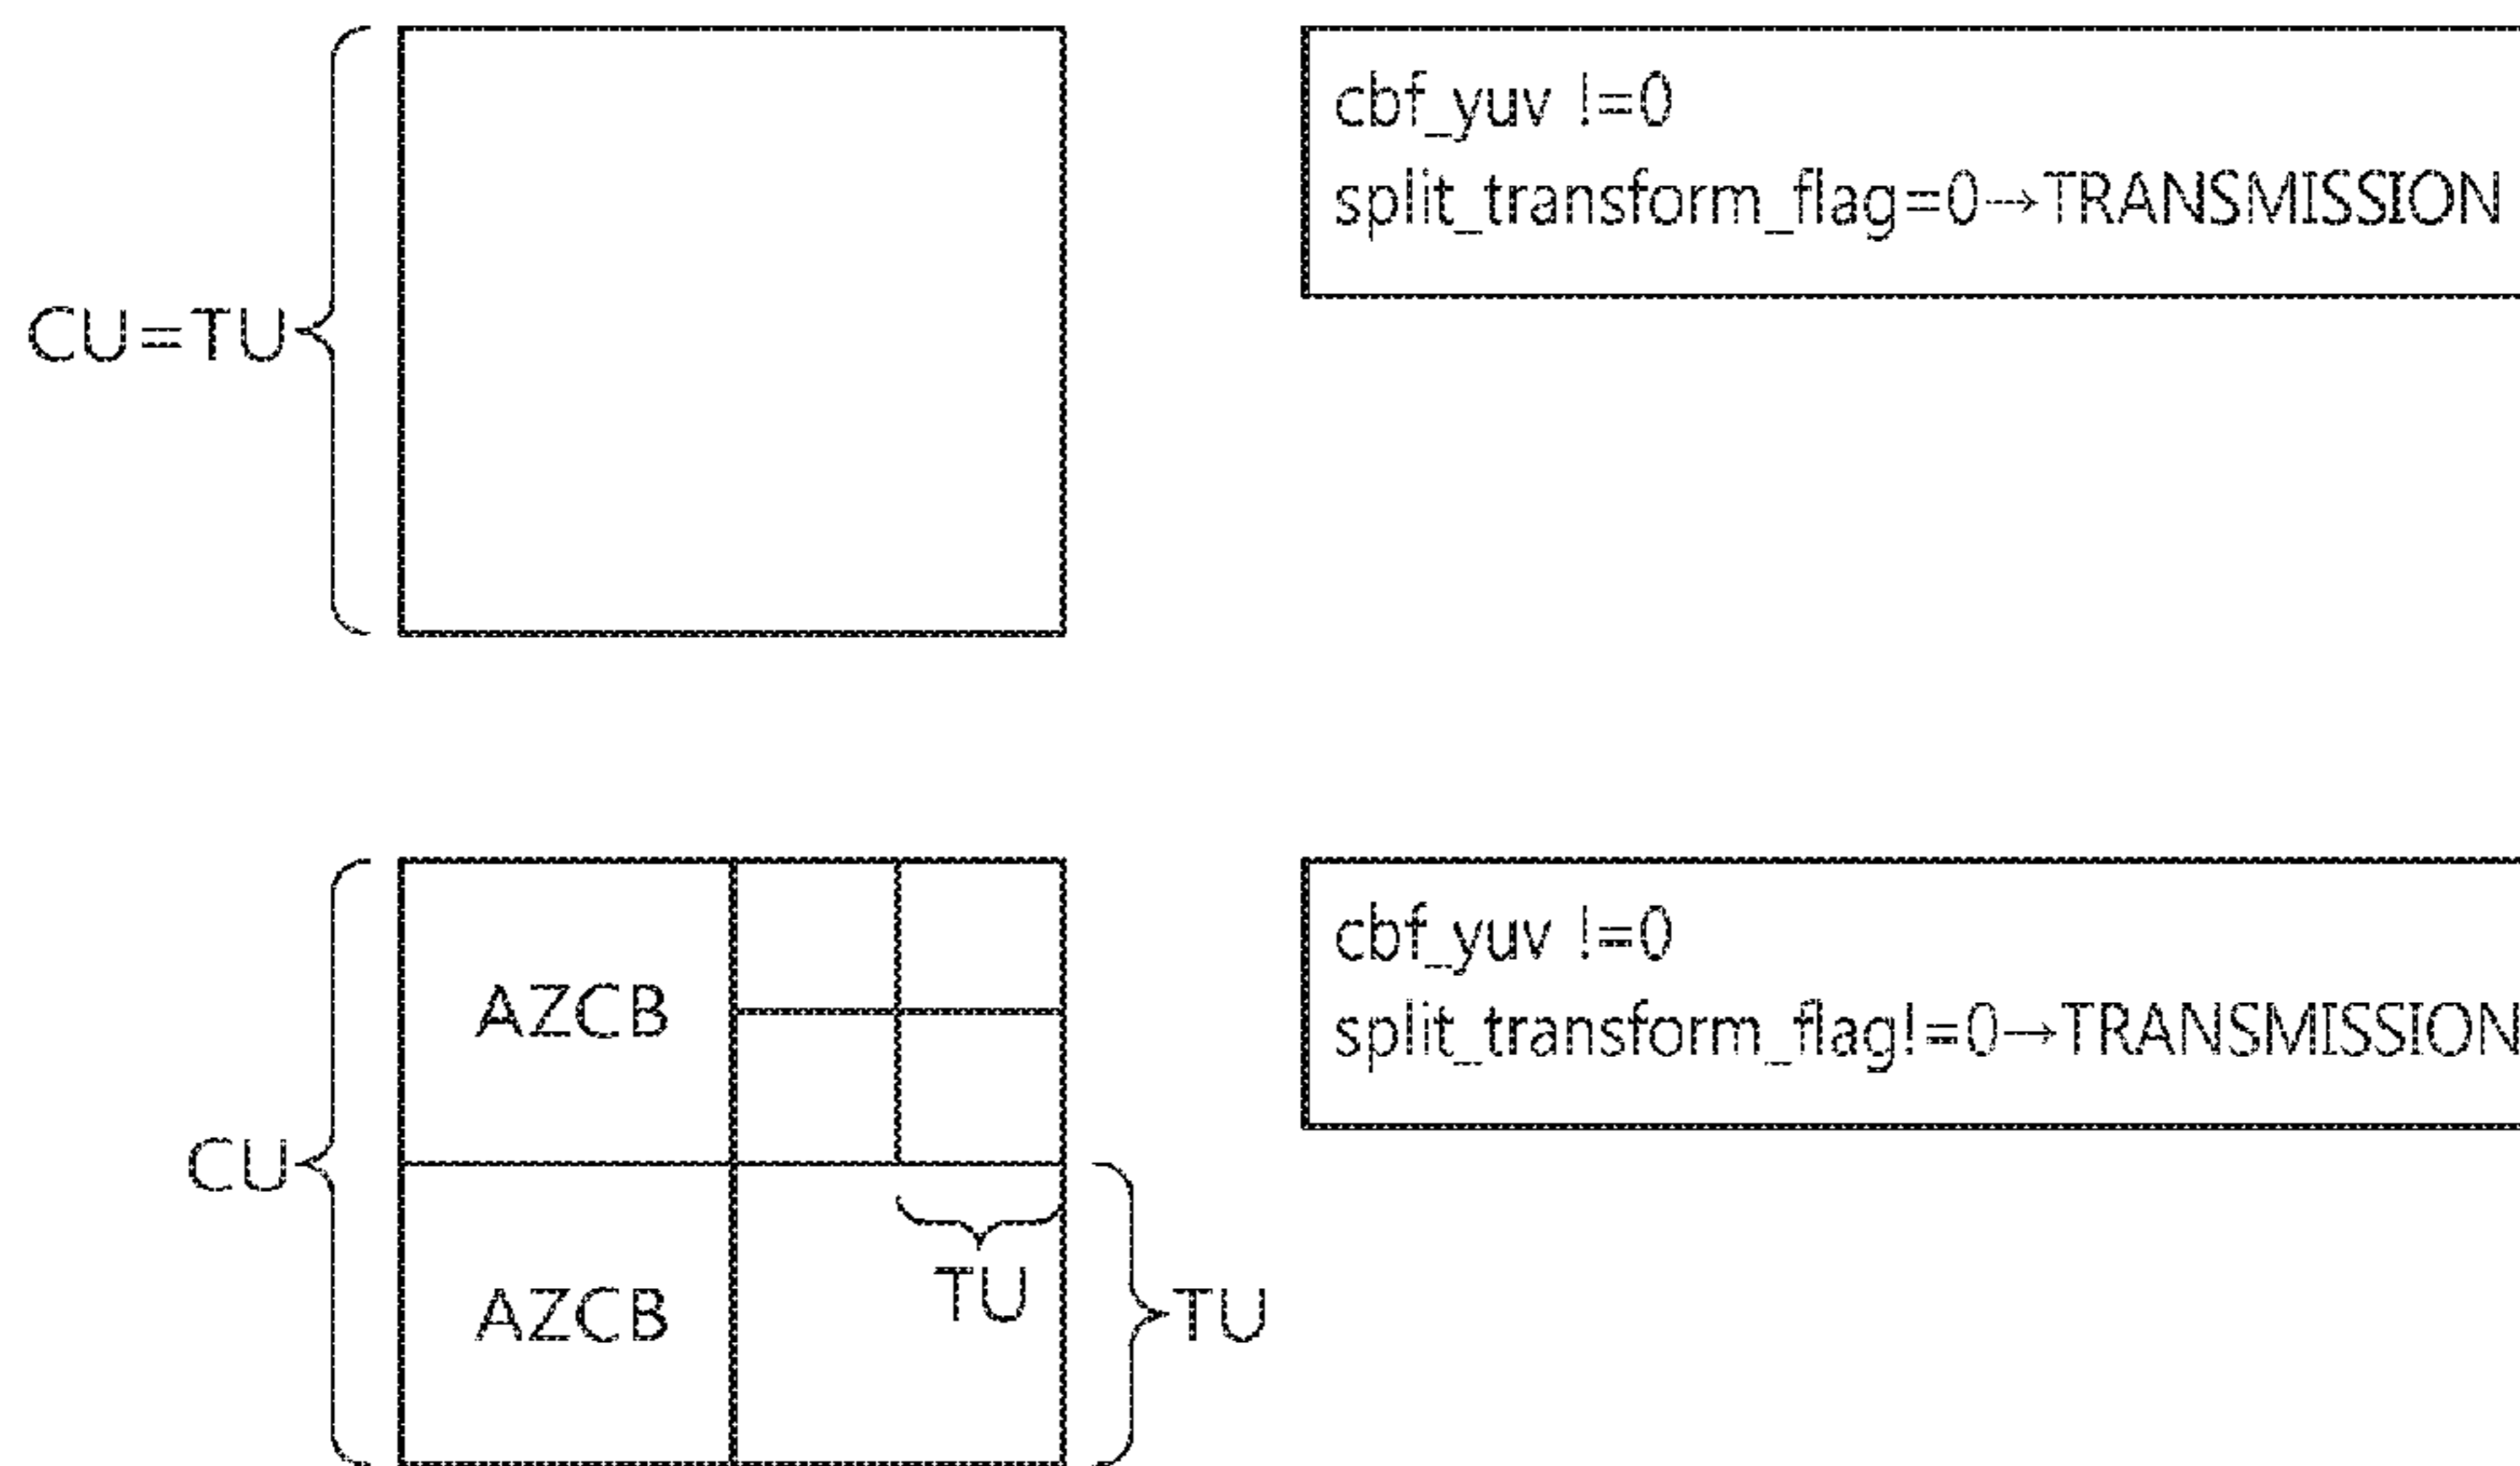 cbf_yuv !=0
split_transform_flag=0→TRANSMISSION
CU=TU
cbf_yuv !=0
split_transform_flag!=0→TRANSMISSION
AZCB
CU
TU
AZCB
TU